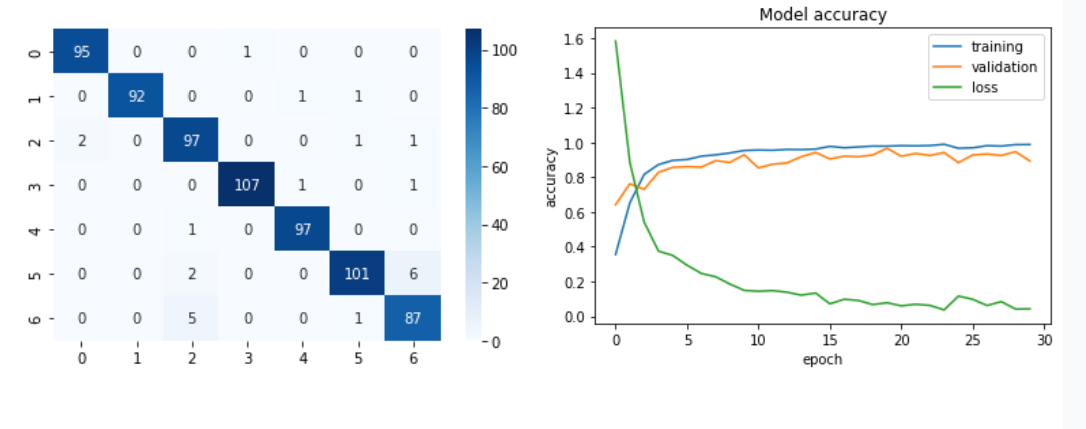 0 95 0 0 1 0 0 0
1 0 92 0 0 1 1 0
2 2 0 97 0 0 1 1
3 0 0 0 107 1 0 1
4 0 0 1 0 97 0 0
5 0 0 2 0 0 101 6
6 0 0 5 0 0 1 87
0 1 2 3 4 5 6
100
80
60
40
20
0
Model accuracy
training
validation
loss
accuracy
1.6
1.4
1.2
1.0
0.8
0.6
0.4
0.2
0.0
0 5 10 15 20 25 30
epoch